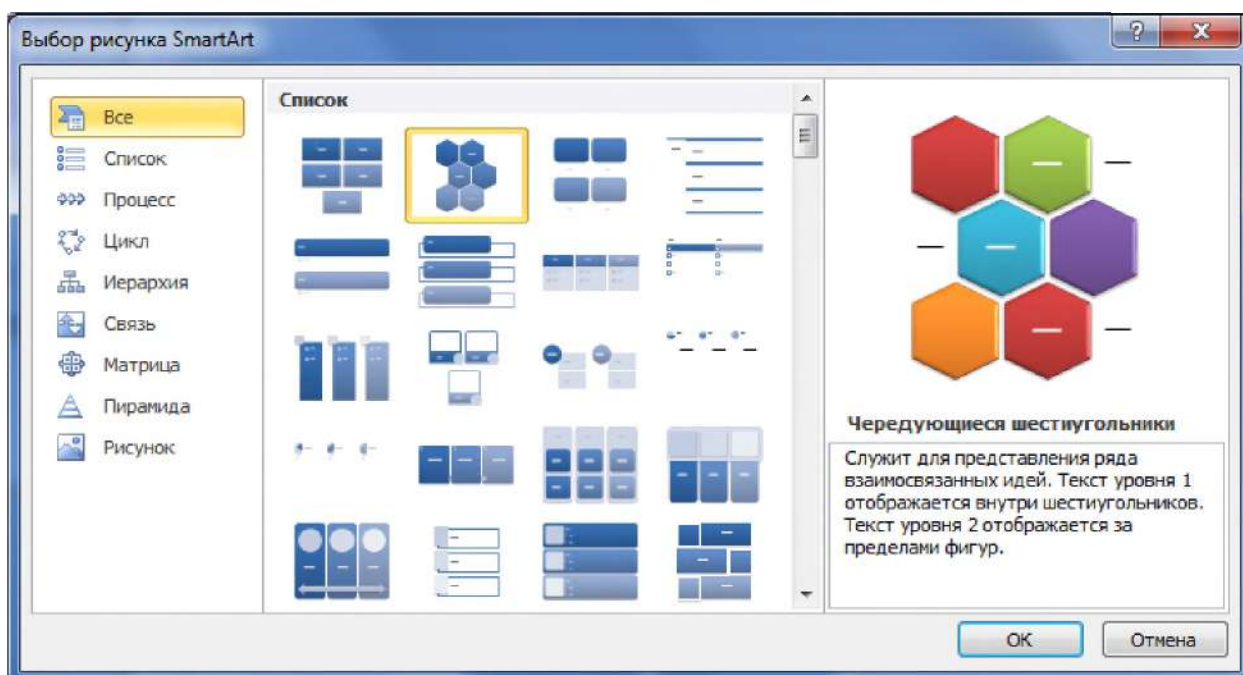 Выбор рисунка SmartArt
Все
Список
Процесс
Цикл
Иерархия
Связь
Матрица
Пирамида
Рисунок
Список
Чередующиеся шестиугольники
Служит для представления ряда
взаимосвязанных идей. Текст уровня 1
отображается внутри шестиугольников.
Текст уровня 2 отображается за
пределами фигур.
ОК
Отмена